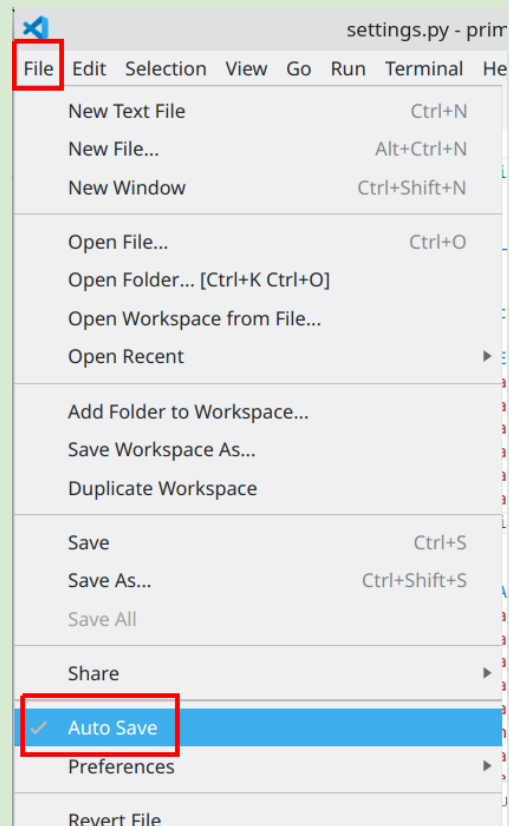 settings.py - prim
File Edit Selection View Go Run Terminal He
New Text File Ctrl+N
New File... Alt+Ctrl+N
New Window Ctrl+Shift+N
Open File... Ctrl+O
Open Folder... [Ctrl+K Ctrl+O]
Open Workspace from File...
Open Recent
Add Folder to Workspace...
Save Workspace As...
Duplicate Workspace
Save Ctrl+S
Save As... Ctrl+Shift+S
Save All
Share
Auto Save
Preferences
Revert File